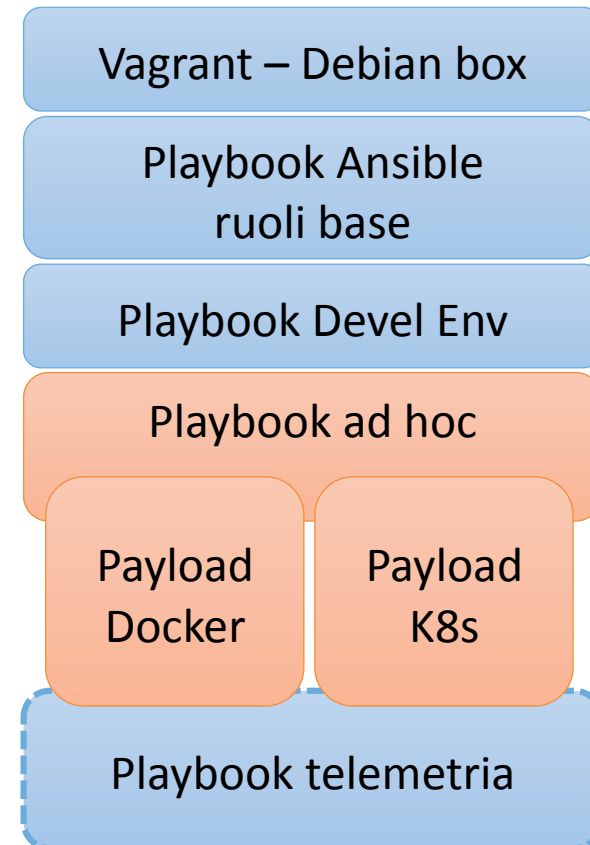 Vagrant – Debian box
Playbook Ansible
ruoli base
Playbook Devel Env
Playbook ad hoc
Payload
Docker
Payload
K8s
Playbook telemetria